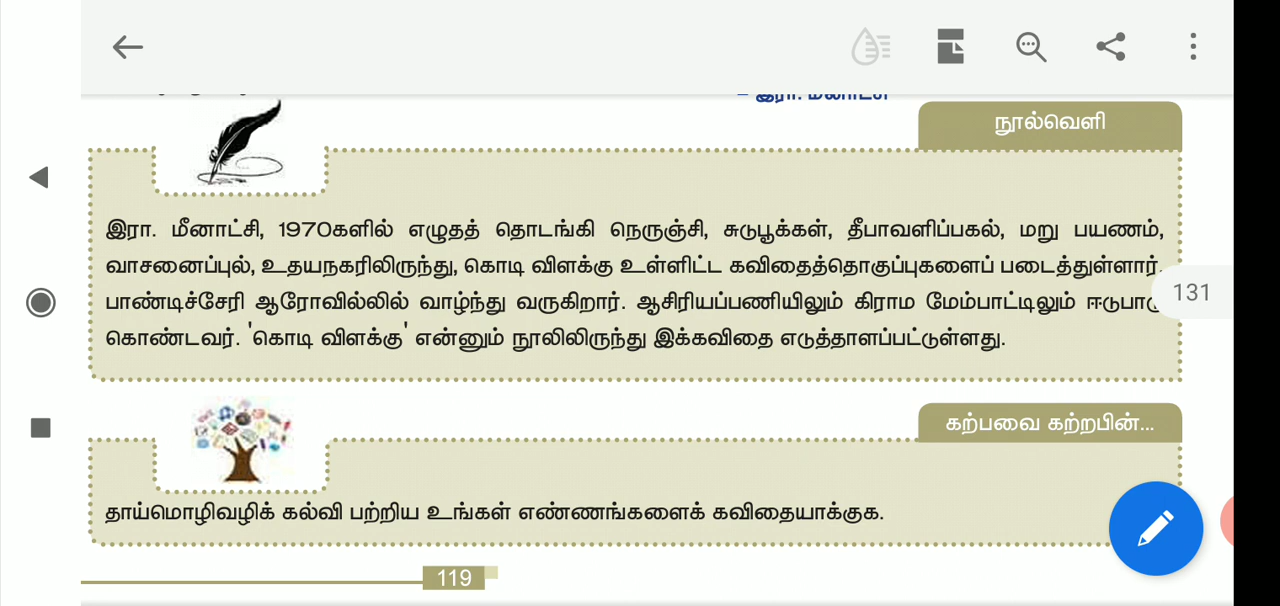 நூல்வெளி
இரா. மீனாட்சி, 1970களில் எழுதத் தொடங்கி நெருஞ்சி, சுடுபூக்கள், தீபாவளிப்பகல், மறு பயணம்,
வாசனைப்புல், உதயநகரிலிருந்து, கொடி விளக்கு உள்ளிட்ட கவிதைத்தொகுப்புகளைப் படைத்துள்ளார்.
பாண்டிச்சேரி ஆரோவில்லில் வாழ்ந்து வருகிறார். ஆசிரியப்பணியிலும் கிராம மேம்பாட்டிலும் ஈடுபாடு
131
கொண்டவர். 'கொடி விளக்கு' என்னும் நூலிலிருந்து இக்கவிதை எடுத்தாளப்பட்டுள்ளது.
கற்பவை கற்றபின்...
தாய்மொழிவழிக் கல்வி பற்றிய உங்கள் எண்ணங்களைக் கவிதையாக்குக.
119